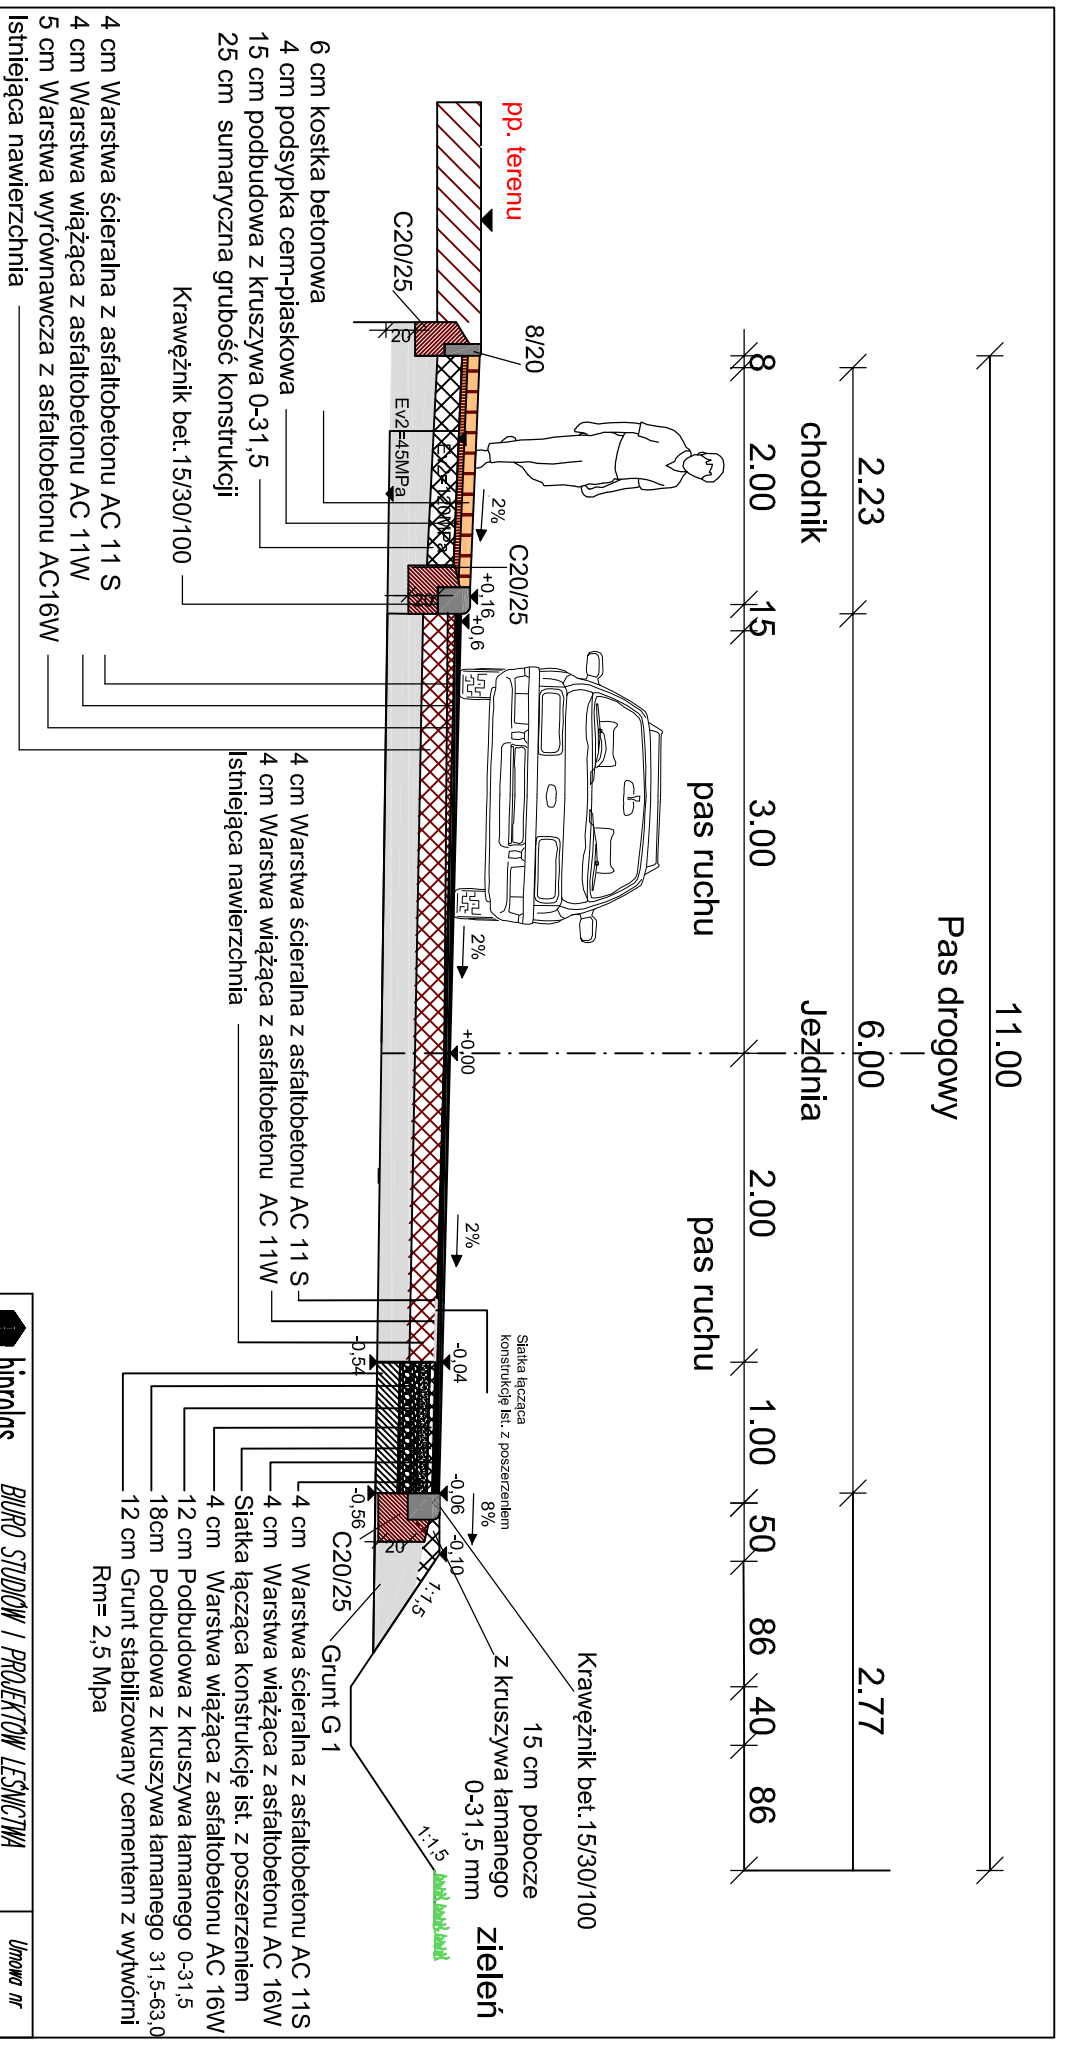 11.00
Pas drogowy
2.23
6.00
2.77
chodnik
Jezdnia
8
2.00
15
3.00
2.00
1.00
50
86
40
86
pas ruchu
pas ruchu
pp. terenu
8/20
C20/25
20
2%
C20/25
+0,16
+0,6
20
Ev2=45MPa
2%
+0,00
2%
Siatka łącząca
konstrukcję ist. z poszerzeniem
-0,04
-0,54
-0,06
-0,56
8%
-0,10
20
C20/25
1:1,5
Grunt G 1
1:1,5
Krawężnik bet.15/30/100
15 cm pobocze
z kruszywa łamanego
0-31,5 mm
zieleń
6 cm kostka betonowa
4 cm podsypka cem-piaskowa
15 cm podbudowa z kruszywa 0-31,5
25 cm sumaryczna grubość konstrukcji
Krawężnik bet.15/30/100
4 cm Warstwa ścieralna z asfaltobetonu AC 11 S
4 cm Warstwa wiążąca z asfaltobetonu AC 11W
5 cm Warstwa wyrównawcza z asfaltobetonu AC16W
Istniejąca nawierzchnia
4 cm Warstwa ścieralna z asfaltobetonu AC 11 S
4 cm Warstwa wiążąca z asfaltobetonu AC 11W
Istniejąca nawierzchnia
4 cm Warstwa ścieralna z asfaltobetonu AC 11S
4 cm Warstwa wiążąca z asfaltobetonu AC 16W
Siatka łącząca konstrukcję ist. z poszerzeniem
4 cm Warstwa wiążąca z asfaltobetonu AC 16W
12 cm Podbudowa z kruszywa łamanego 0-31,5
18cm Podbudowa z kruszywa łamanego 31,5-63,0
12 cm Grunt stabilizowany cementem z wytwórni
Rm= 2,5 Mpa
BIURO STUDIÓW I PROJEKTÓW LEŚNICTWA
Umowa nr